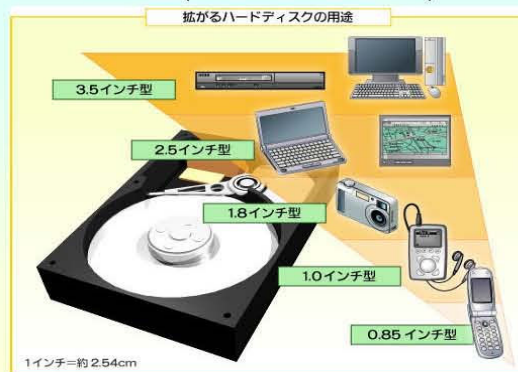 拡がるハードディスクの用途
3.5インチ型
2.5インチ型
1.8インチ型
1.0インチ型
0.85 インチ型
1インチ=約 2.54cm